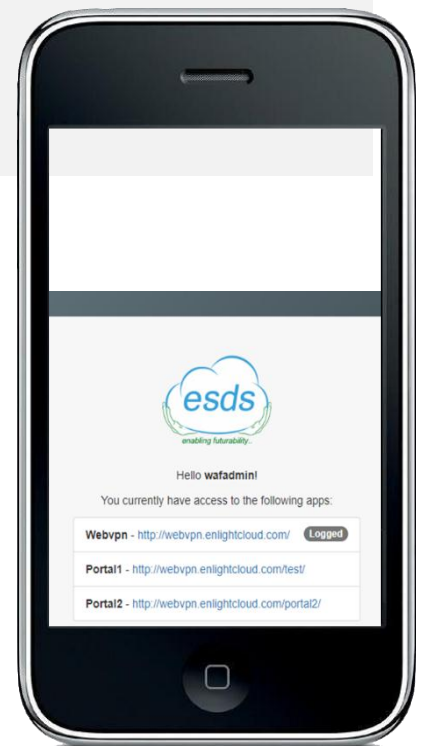 esds
enabling futurability..
Hello wafadmin!
You currently have access to the following apps:
Webvpn - http://webvpn.enlightcloud.com/ Logged
Portal1 - http://webvpn.enlightcloud.com/test/
Portal2 - http://webvpn.enlightcloud.com/portal2/